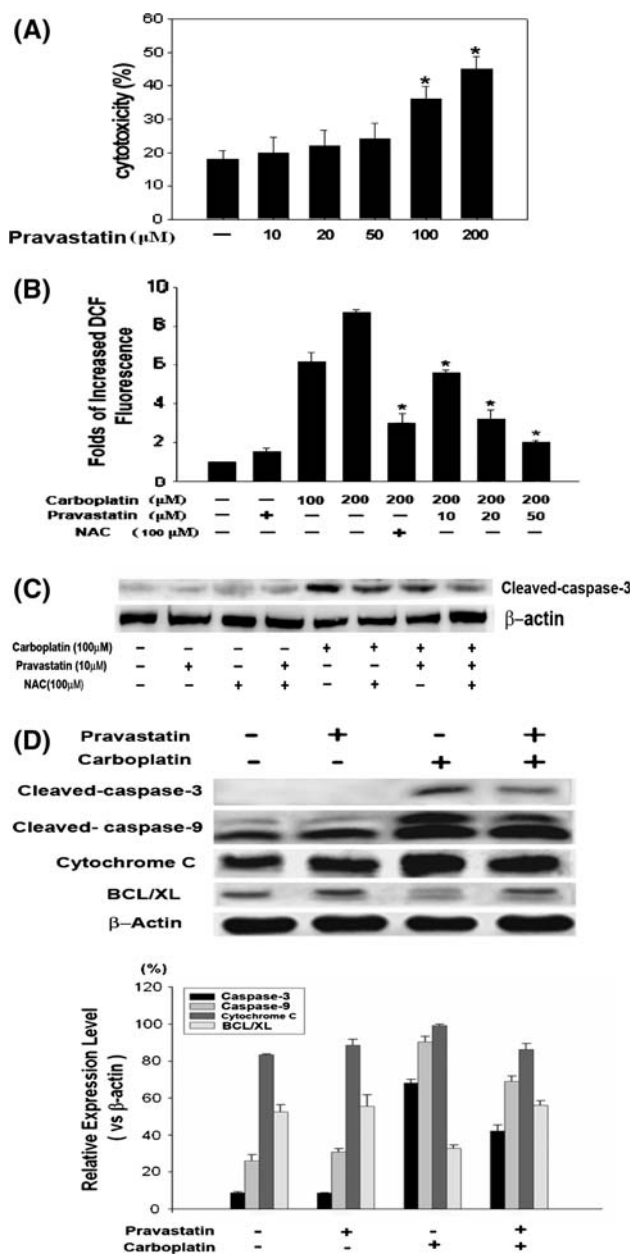 (A)
cytotoxicity (%)
60
50
40
30
20
10
0
* *
Pravastatin (µM) — 10 20 50 100 200
(B)
Folds of Increased DCF
Fluorescence
10
8
6
4
2
* * * *
Carboplatin (µM) — — 100 200 200 200 200 200
Pravastatin (µM) — + — — — 10 20 50
NAC (100 µM) — — — — + — — —
(C)
Cleaved-caspase-3
β-actin
Carboplatin (100µM) - - - - + + + +
Pravastatin (10µM) - + - + - - + +
NAC(100µM) - - + + - + - +
(D)
Pravastatin - + - +
Carboplatin - - + +
Cleaved-caspase-3
Cleaved- caspase-9
Cytochrome C
BCL/XL
β-Actin
(%)
Relative Expression Level
( vs β-actin )
120
100
80
60
40
20
0
Caspase-3
Caspase-9
Cytochrome C
BCL/XL
Pravastatin - + - +
Carboplatin - - + +